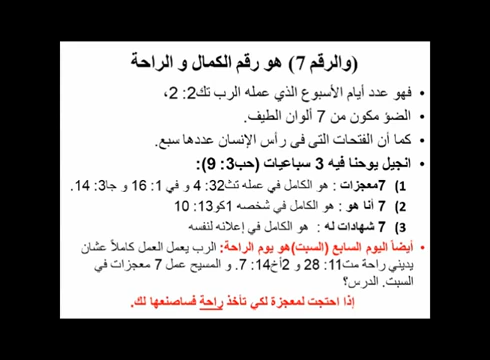 (والرقم 7) هو رقم الكمال و الراحة
• فهو عدد أيام الأسبوع الذي عمله الرب تك2: 2،
• الضؤ مكون من 7 ألوان الطيف.
• كما أن الفتحات التى فى رأس الإنسان عددها سبع.
• انجيل يوحنا فيه 3 سباعيات (حب3: 9):
1) 7معجزات : هو الكامل في عمله تث32: 4 و في 1: 16 و جا3: 14.
2) 7 أنا هو : هو الكامل في شخصه 1كو13: 10
3) 7 شهادات له : هو الكامل في إعلانه لنفسه
• أيضاً اليوم السابع (السبت)هو يوم الراحة: الرب يعمل العمل كاملاً عشان
يديني راحة مت11: 28 و 2أخ14: 7. و المسيح عمل 7 معجزات في
السبت. الدرس؟
إذا احتجت لمعجزة لكي تأخذ راحة فساصنعها لك.